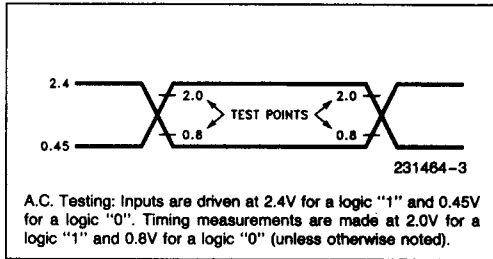 2.4
2.0
2.0
TEST POINTS
0.8
0.8
0.45
231464-3
A.C. Testing: Inputs are driven at 2.4V for a logic "1" and 0.45V
for a logic "0". Timing measurements are made at 2.0V for a
logic "1" and 0.8V for a logic "0" (unless otherwise noted).